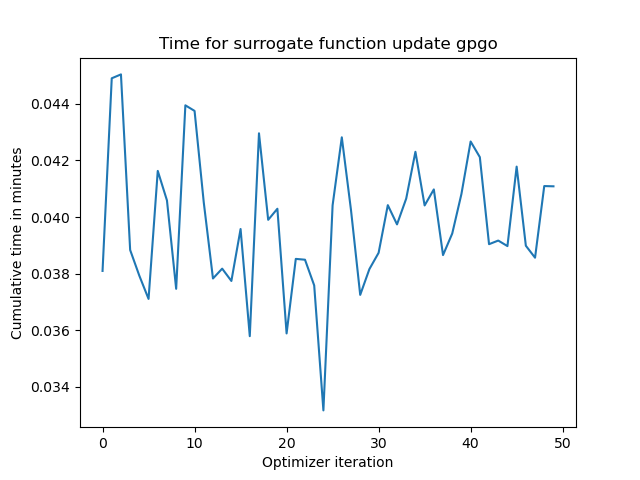 Time for surrogate function update gpgo
Cumulative time in minutes
0.044
0.042
0.040
0.038
0.036
0.034
0 10 20 30 40 50
Optimizer iteration